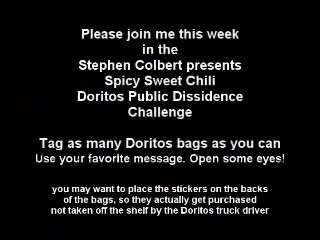 Please join me this week
in the
Stephen Colbert presents
Spicy Sweet Chili
Doritos Public Dissidence
Challenge
Tag as many Doritos bags as you can
Use your favorite message. Open some eyes!
you may want to place the stickers on the backs
of the bags, so they actually get purchased
not taken off the shelf by the Doritos truck driver